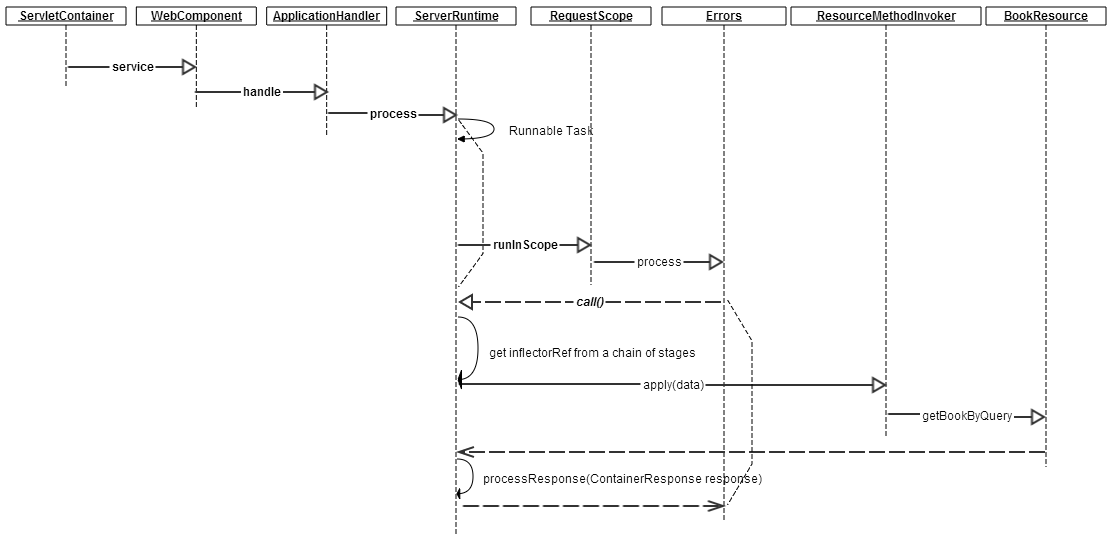 ServletContainer
WebComponent
ApplicationHandler
ServerRuntime
RequestScope
Errors
ResourceMethodInvoker
BookResource
service
handle
process
Runnable Task
runInScope
process
call()
get inflectorRef from a chain of stages
apply(data)
getBookByQuery
processResponse(ContainerResponse response)